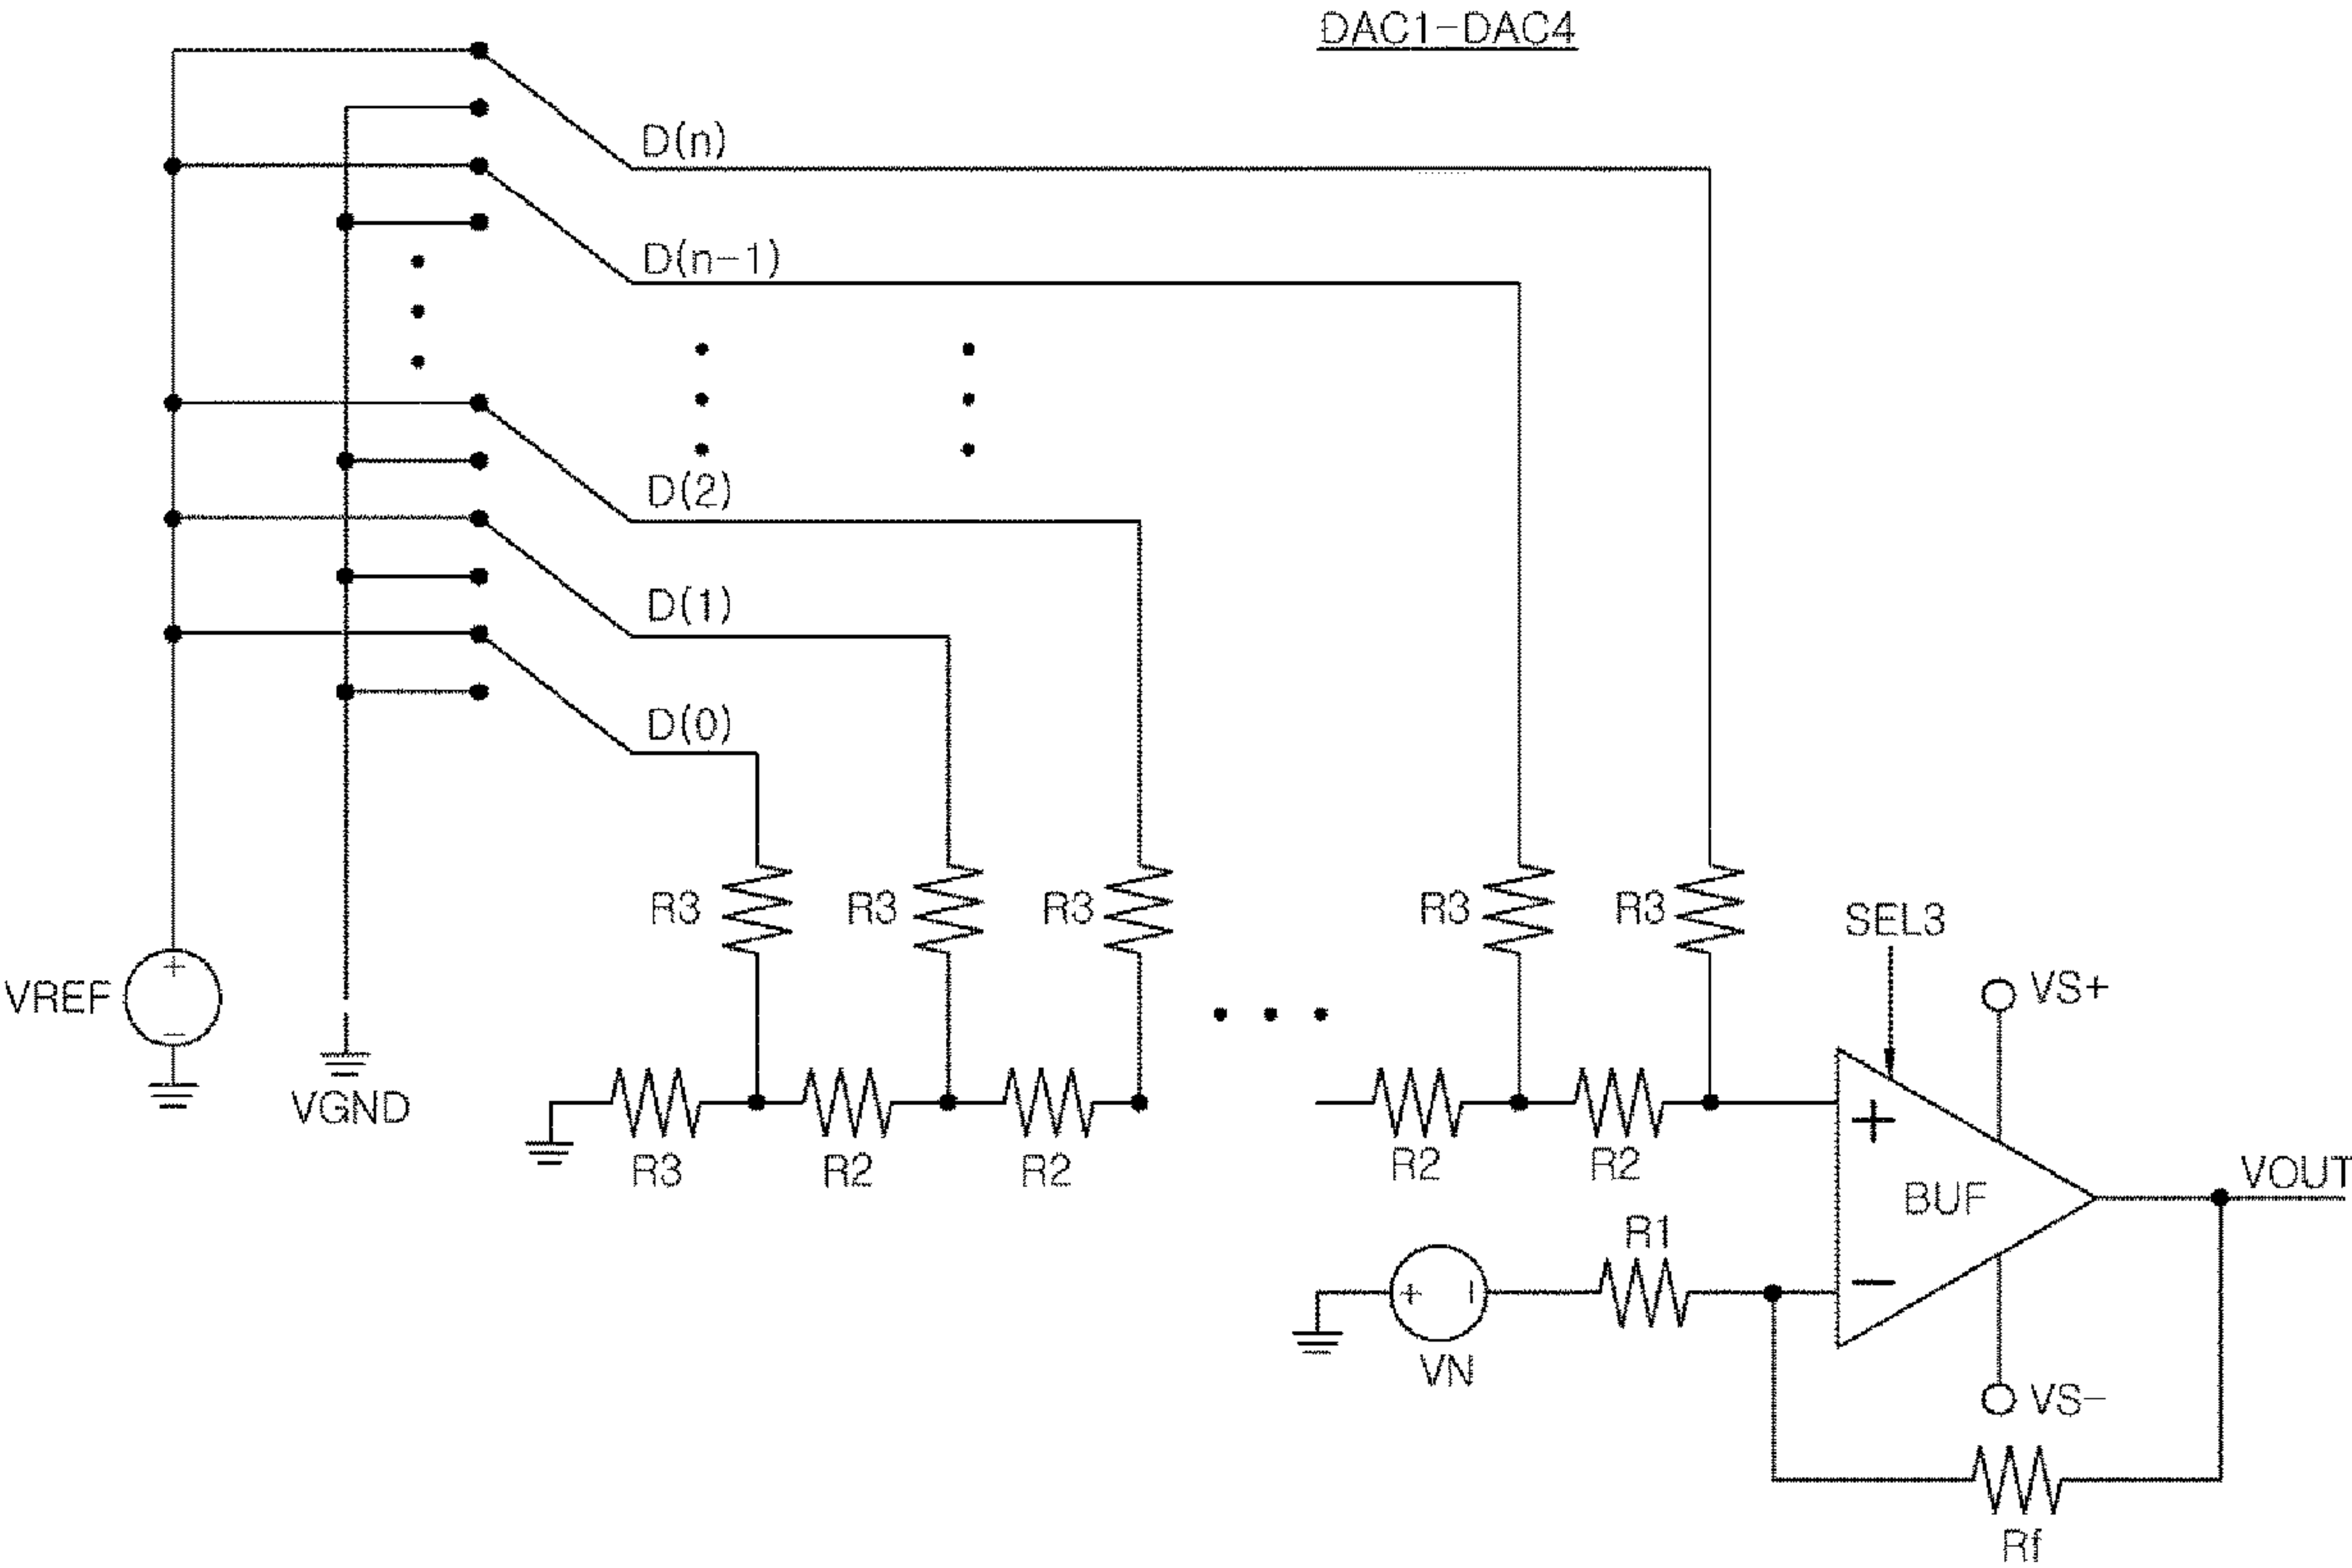 DAC1-DAC4
D(n)
D(n-1)
D(2)
D(1)
D(0)
R3 R3 R3 R3 R3
SEL3
VS+
VREF
+
-
VGND
R3 R2 R2 R2 R2
+
BUF
VOUT
R1
+ -
-
VN
VS-
Rf